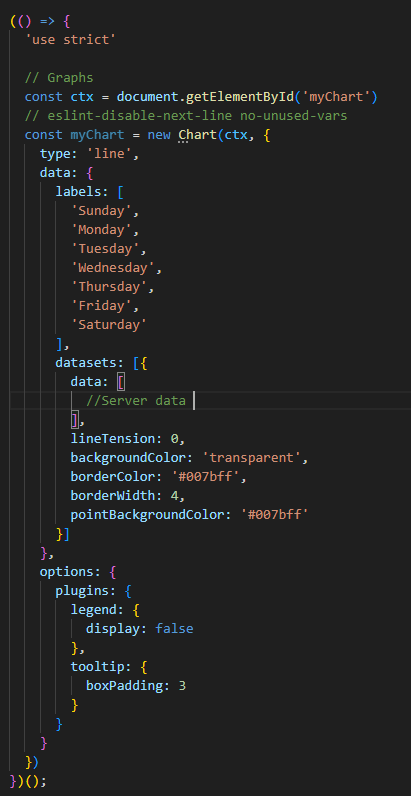 (() => {
  'use strict'

  // Graphs
  const ctx = document.getElementById('myChart')
  // eslint-disable-next-line no-unused-vars
  const myChart = new Chart(ctx, {
    type: 'line',
    data: {
      labels: [
        'Sunday',
        'Monday',
        'Tuesday',
        'Wednesday',
        'Thursday',
        'Friday',
        'Saturday'
      ],
      datasets: [{
        data: [
          //Server data
        ],
        lineTension: 0,
        backgroundColor: 'transparent',
        borderColor: '#007bff',
        borderWidth: 4,
        pointBackgroundColor: '#007bff'
      }]
    },
    options: {
      plugins: {
        legend: {
          display: false
        },
        tooltip: {
          boxPadding: 3
        }
      }
    }
  })
})();